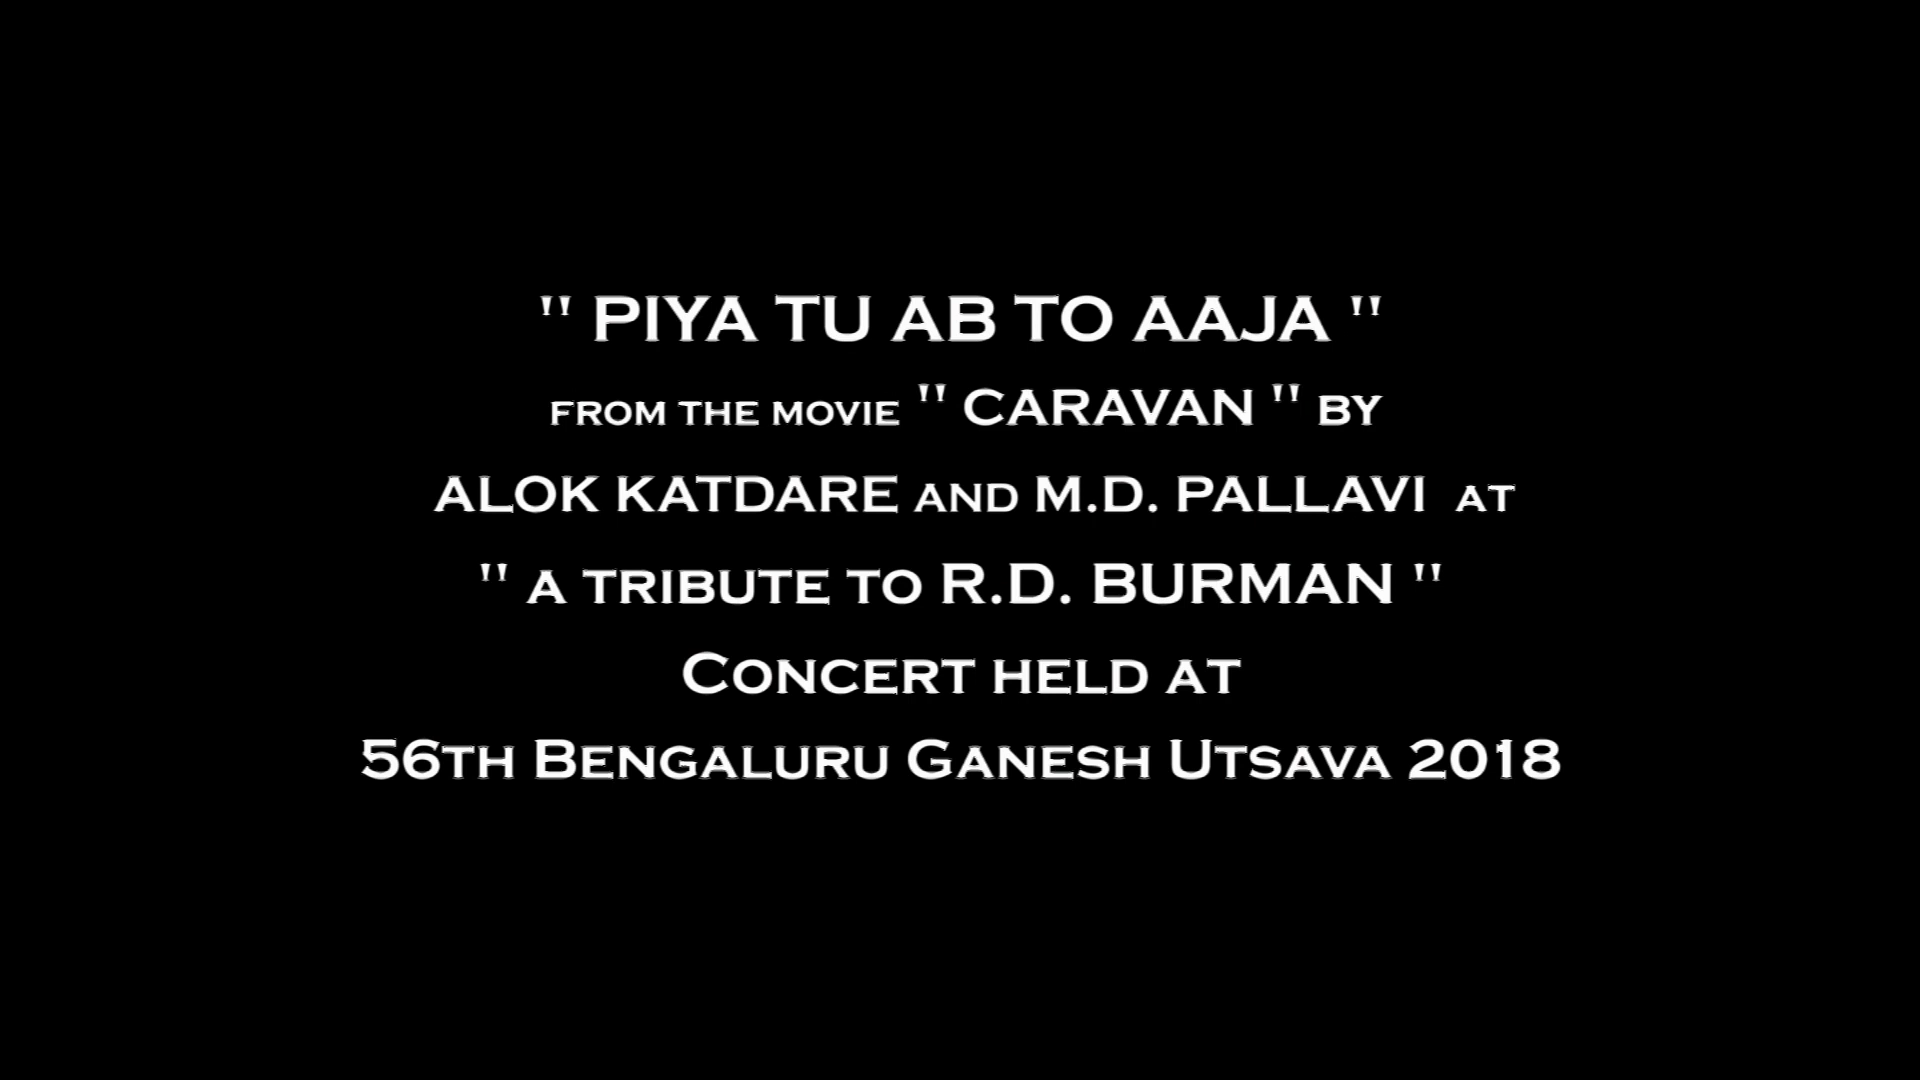 " PIYA TU AB TO AAJA "
FROM THE MOVIE " CARAVAN " BY
ALOK KATDARE AND M.D. PALLAVI AT
" A TRIBUTE TO R.D. BURMAN "
CONCERT HELD AT
56TH BENGALURU GANESH UTSAVA 2018